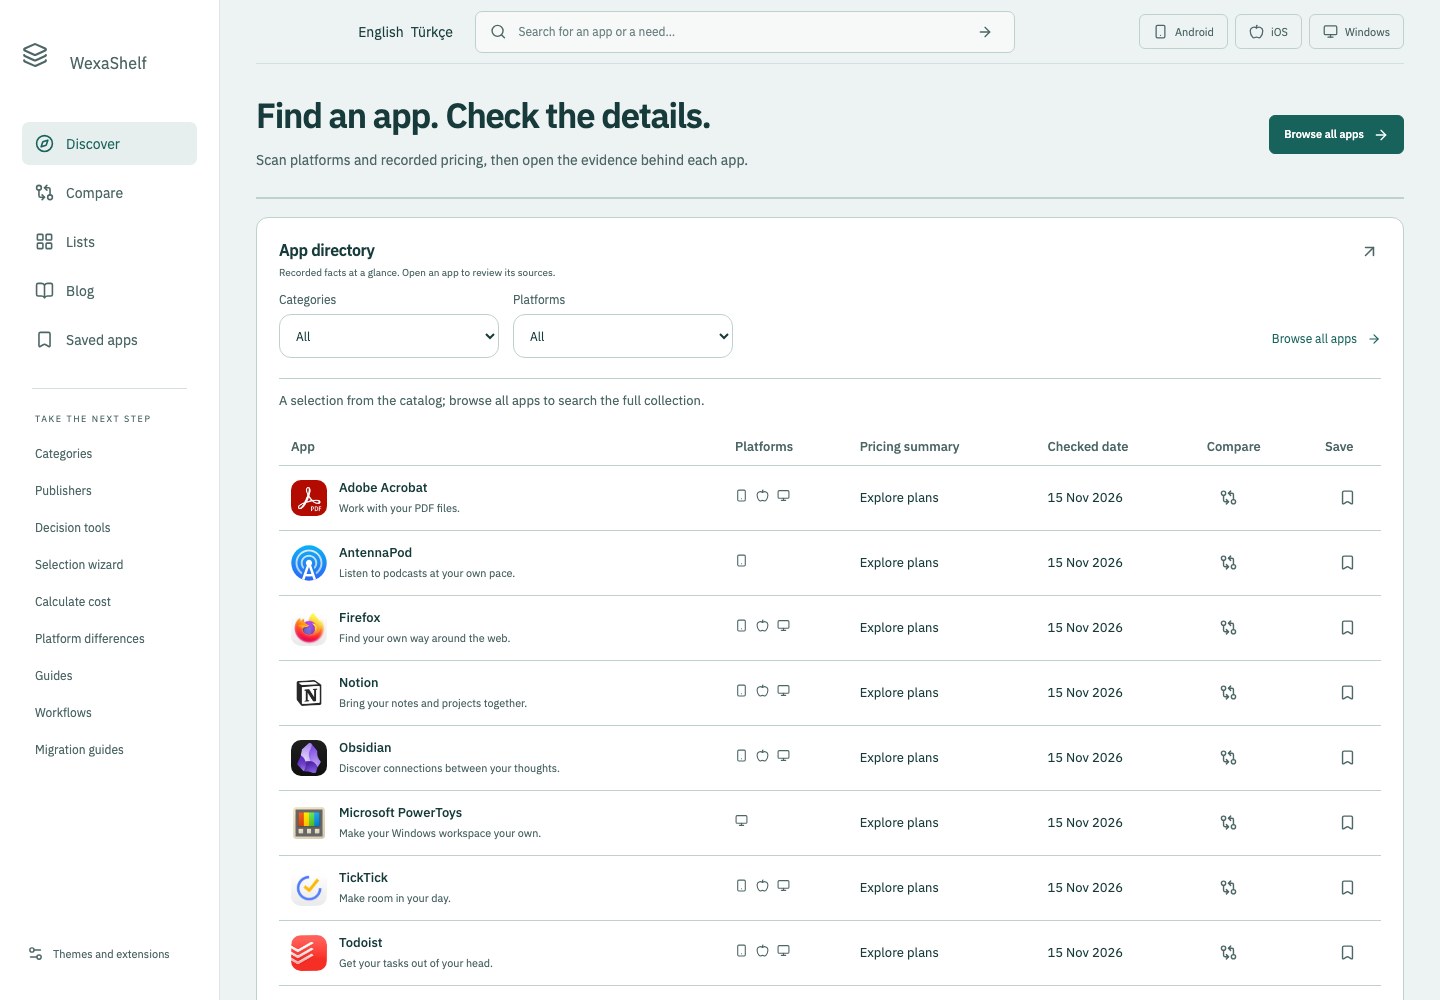 WexaShelf
Discover
Compare
Lists
Blog
Saved apps
TAKE THE NEXT STEP
Categories
Publishers
Decision tools
Selection wizard
Calculate cost
Platform differences
Guides
Workflows
Migration guides
Themes and extensions
English Türkçe
Search for an app or a need...
Android
iOS
Windows
Find an app. Check the details.
Scan platforms and recorded pricing, then open the evidence behind each app.
Browse all apps
App directory
Recorded facts at a glance. Open an app to review its sources.
Categories
Platforms
All
All
Browse all apps
A selection from the catalog; browse all apps to search the full collection.
App Platforms Pricing summary Checked date Compare Save
PDF
Adobe Acrobat
Work with your PDF files.
Explore plans
15 Nov 2026
AntennaPod
Listen to podcasts at your own pace.
Explore plans
15 Nov 2026
Firefox
Find your own way around the web.
Explore plans
15 Nov 2026
N
Notion
Bring your notes and projects together.
Explore plans
15 Nov 2026
Obsidian
Discover connections between your thoughts.
Explore plans
15 Nov 2026
Microsoft PowerToys
Make your Windows workspace your own.
Explore plans
15 Nov 2026
TickTick
Make room in your day.
Explore plans
15 Nov 2026
Todoist
Get your tasks out of your head.
Explore plans
15 Nov 2026